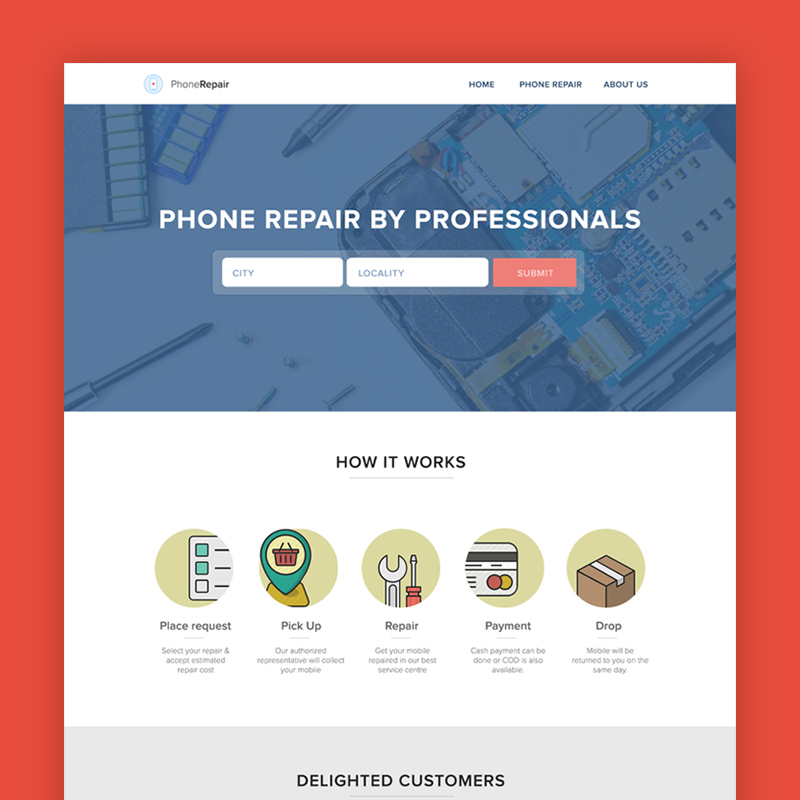 PhoneRepair
HOME PHONE REPAIR ABOUT US
PHONE REPAIR BY PROFESSIONALS
CITY LOCALITY SUBMIT
HOW IT WORKS
Place request
Select your repair &
accept estimated
repair cost
Pick Up
Our authorized
representative will collect
your mobile
Repair
Get your mobile
repaired in our best
service centre
Payment
Cash payment can be
done or COD is also
available.
Drop
Mobile will be
returned to you on the
same day.
DELIGHTED CUSTOMERS